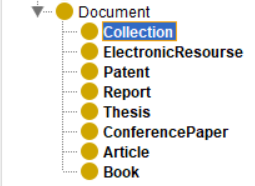 Document
Collection
ElectronicResourse
Patent
Report
Thesis
ConferencePaper
Article
Book